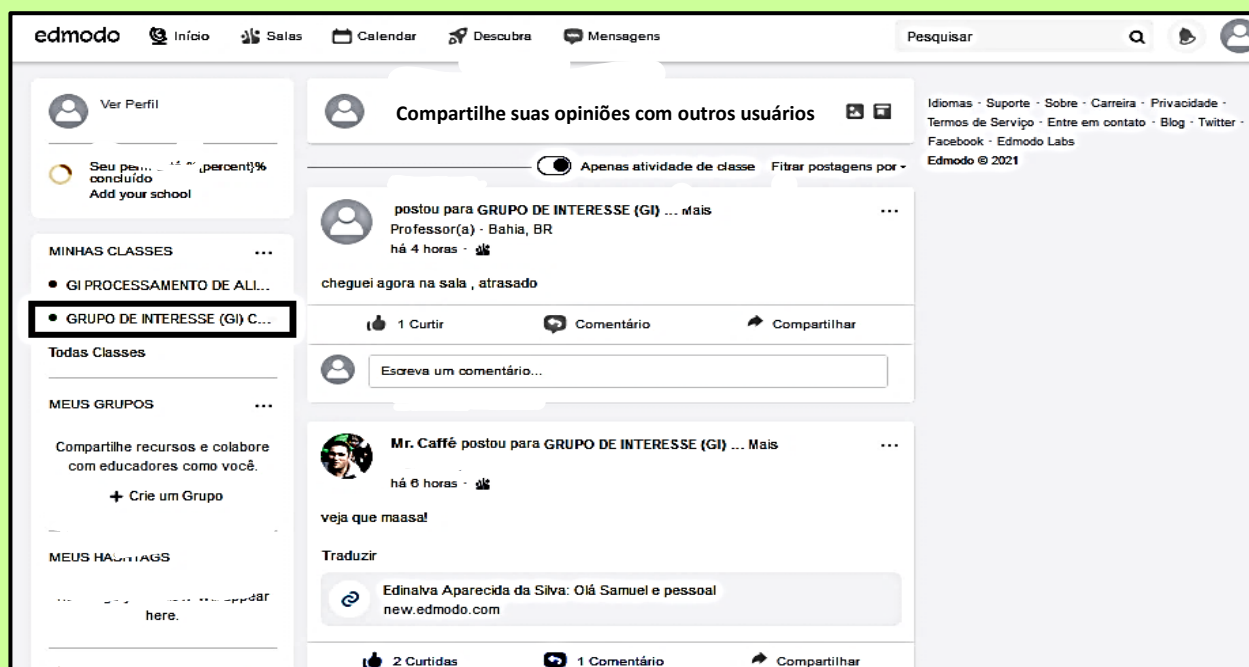 edmodo Início Salas Calendar Descubra Mensagens Pesquisar
Ver Perfil
Seu percent}%
concluído
Add your school
MINHAS CLASSES ...
GI PROCESSAMENTO DE ALI...
GRUPO DE INTERESSE (GI) C...
Todas Classes
MEUS GRUPOS ...
Compartilhe recursos e colabore
com educadores como você.
+ Crie um Grupo
MEUS HASHTAGS
appear
here.
Compartilhe suas opiniões com outros usuários
Apenas atividade de classe Fitrar postagens por
postou para GRUPO DE INTERESSE (GI) ... Mais ...
Professor(a) · Bahia, BR
há 4 horas ·
cheguei agora na sala , atrasado
1 Curtir Comentário Compartilhar
Escreva um comentário...
Mr. Caffé postou para GRUPO DE INTERESSE (GI) ... Mais ...
há 6 horas ·
veja que maasa!
Traduzir
Edinalva Aparecida da Silva: Olá Samuel e pessoal
new.edmodo.com
2 Curtidas 1 Comentário Compartilhar
Idiomas · Suporte · Sobre · Carreira · Privacidade ·
Termos de Serviço · Entre em contato · Blog · Twitter ·
Facebook · Edmodo Labs
Edmodo © 2021